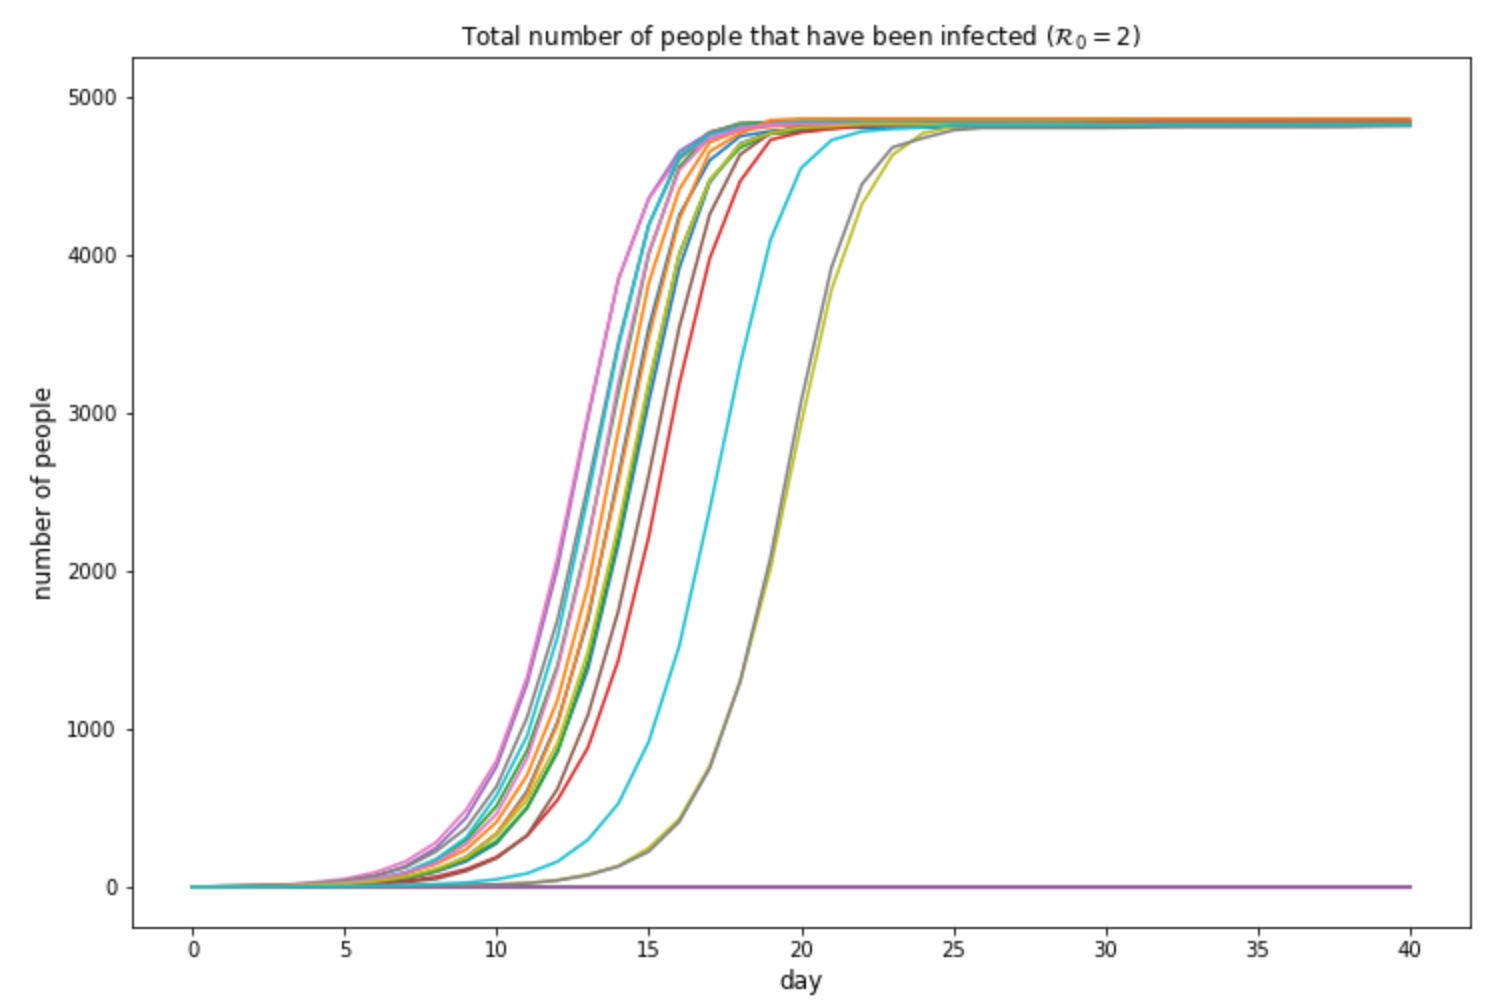 Total number of people that have been infected (ℛ₀ = 2)
number of people
5000
4000
3000
2000
1000
0
0 5 10 15 20 25 30 35 40
day